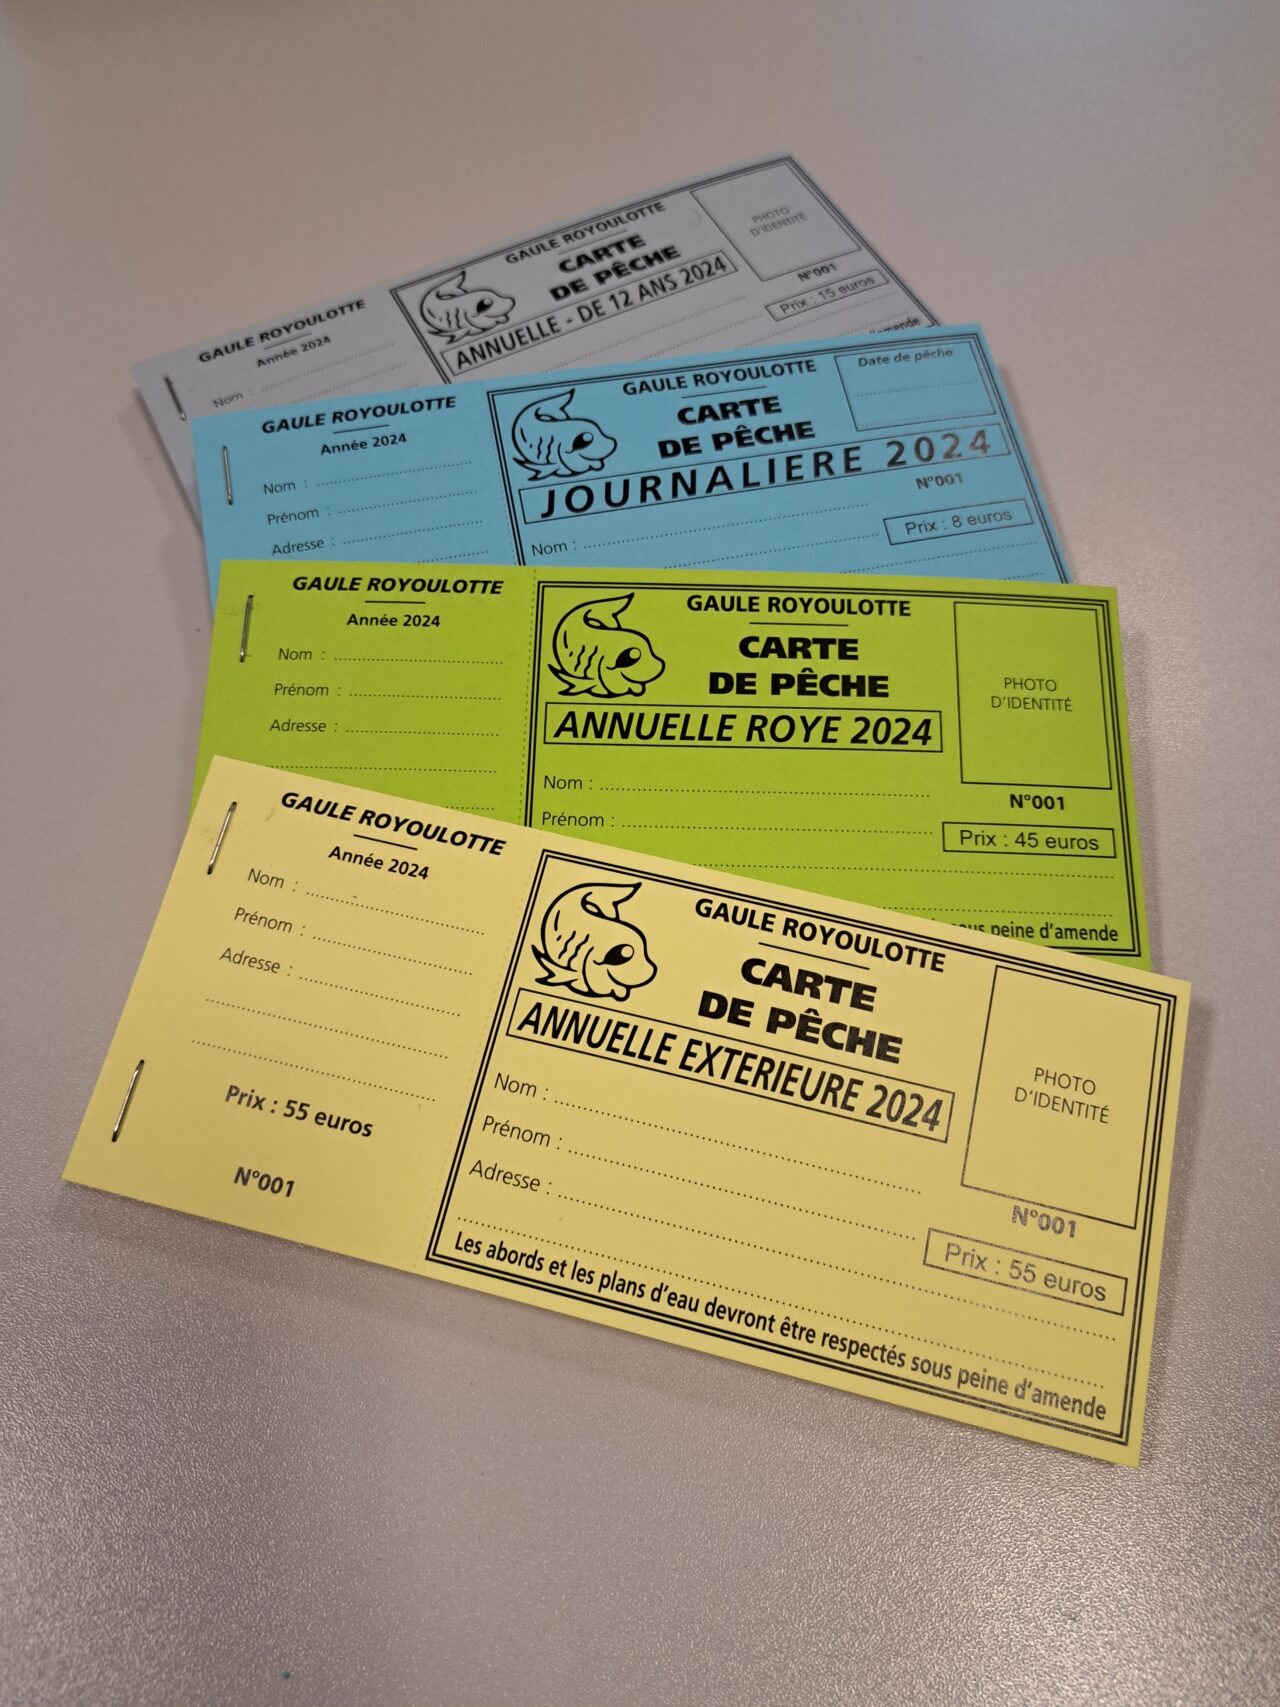 GAULE ROYOULOTTE
Année 2024
Nom :
GAULE ROYOULOTTE
CARTE
DE PÊCHE
ANNUELLE - DE 12 ANS 2024
PHOTO
D'IDENTITÉ
N°001
Prix : 15 euros
d'amende
GAULE ROYOULOTTE
Année 2024
Nom :
Prénom :
Adresse :
GAULE ROYOULOTTE
CARTE
DE PÊCHE
JOURNALIERE 2024
Date de pêche
N°001
Prix : 8 euros
Nom :
GAULE ROYOULOTTE
Année 2024
Nom :
Prénom :
Adresse :
GAULE ROYOULOTTE
CARTE
DE PÊCHE
ANNUELLE ROYE 2024
PHOTO
D'IDENTITÉ
Nom :
N°001
Prénom :
Prix : 45 euros
sous peine d'amende
GAULE ROYOULOTTE
Année 2024
Nom :
Prénom :
Adresse :
Prix : 55 euros
N°001
GAULE ROYOULOTTE
CARTE
DE PÊCHE
ANNUELLE EXTERIEURE 2024
PHOTO
D'IDENTITÉ
Nom :
Prénom :
Adresse :
N°001
Prix : 55 euros
Les abords et les plans d'eau devront être respectés sous peine d'amende